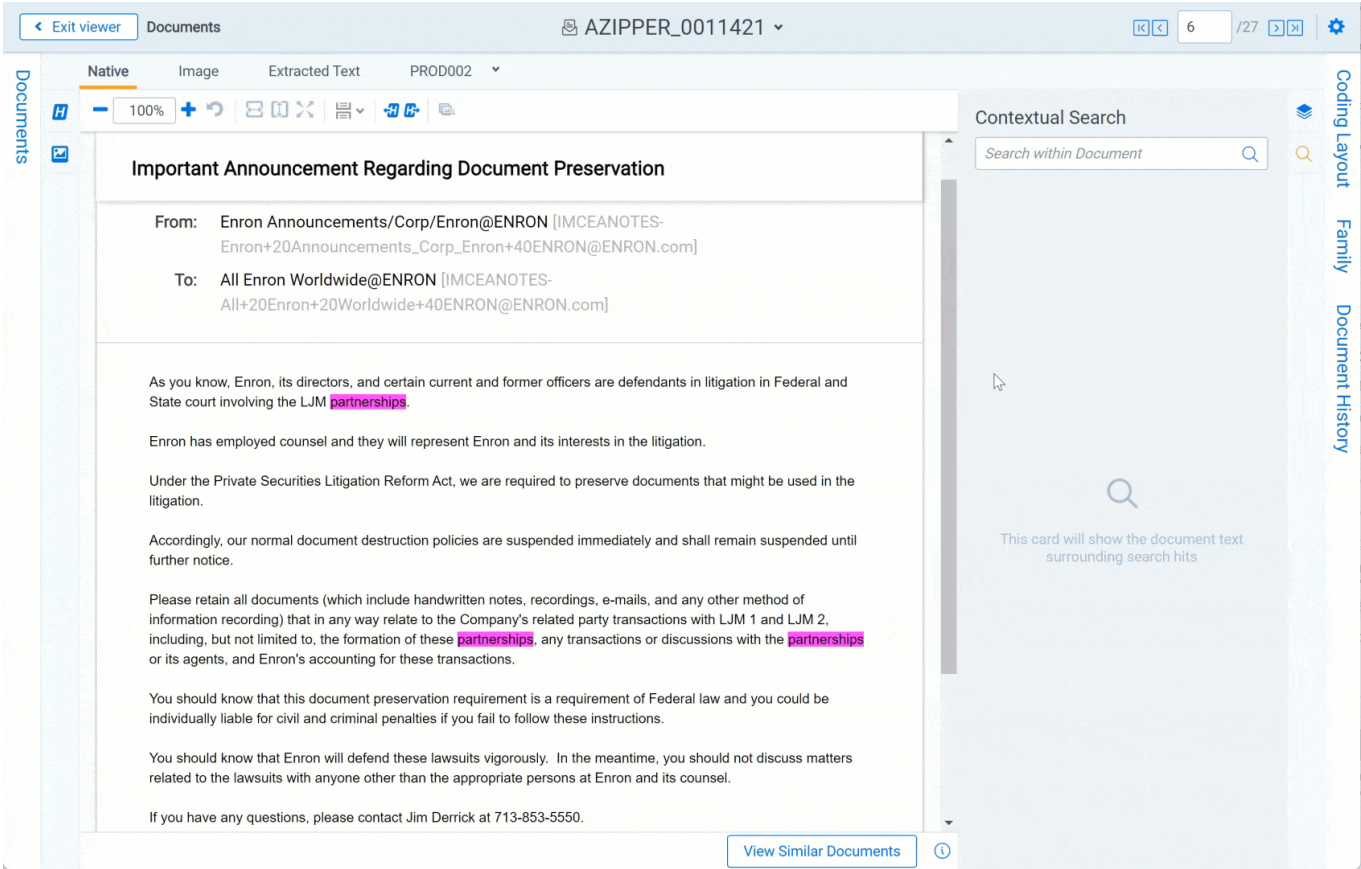 Exit viewer
Documents
AZIPPER_0011421
6 /27
Documents
Native Image Extracted Text PROD002
100%
Important Announcement Regarding Document Preservation
From: Enron Announcements/Corp/Enron@ENRON [IMCEANOTES-
Enron+20Announcements_Corp_Enron+40ENRON@ENRON.com]
To: All Enron Worldwide@ENRON [IMCEANOTES-
All+20Enron+20Worldwide+40ENRON@ENRON.com]
As you know, Enron, its directors, and certain current and former officers are defendants in litigation in Federal and
State court involving the LJM partnerships.
Enron has employed counsel and they will represent Enron and its interests in the litigation.
Under the Private Securities Litigation Reform Act, we are required to preserve documents that might be used in the
litigation.
Accordingly, our normal document destruction policies are suspended immediately and shall remain suspended until
further notice.
Please retain all documents (which include handwritten notes, recordings, e-mails, and any other method of
information recording) that in any way relate to the Company's related party transactions with LJM 1 and LJM 2,
including, but not limited to, the formation of these partnerships, any transactions or discussions with the partnerships
or its agents, and Enron's accounting for these transactions.
You should know that this document preservation requirement is a requirement of Federal law and you could be
individually liable for civil and criminal penalties if you fail to follow these instructions.
You should know that Enron will defend these lawsuits vigorously.  In the meantime, you should not discuss matters
related to the lawsuits with anyone other than the appropriate persons at Enron and its counsel.
If you have any questions, please contact Jim Derrick at 713-853-5550.
View Similar Documents
Contextual Search
Search within Document
This card will show the document text
surrounding search hits
Coding Layout
Family
Document History